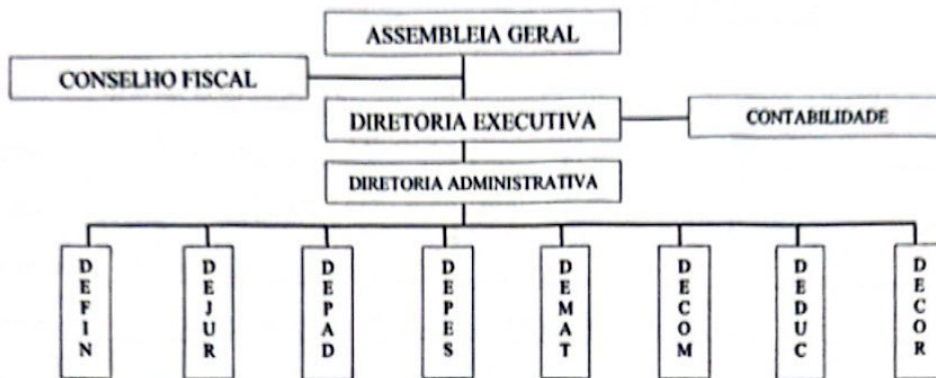 ASSEMBLEIA GERAL
CONSELHO FISCAL
DIRETORIA EXECUTIVA
CONTABILIDADE
DIRETORIA ADMINISTRATIVA
DEFIN
DEJUR
DEPAD
DEPES
DEMAT
DECOM
DEDUC
DECOR